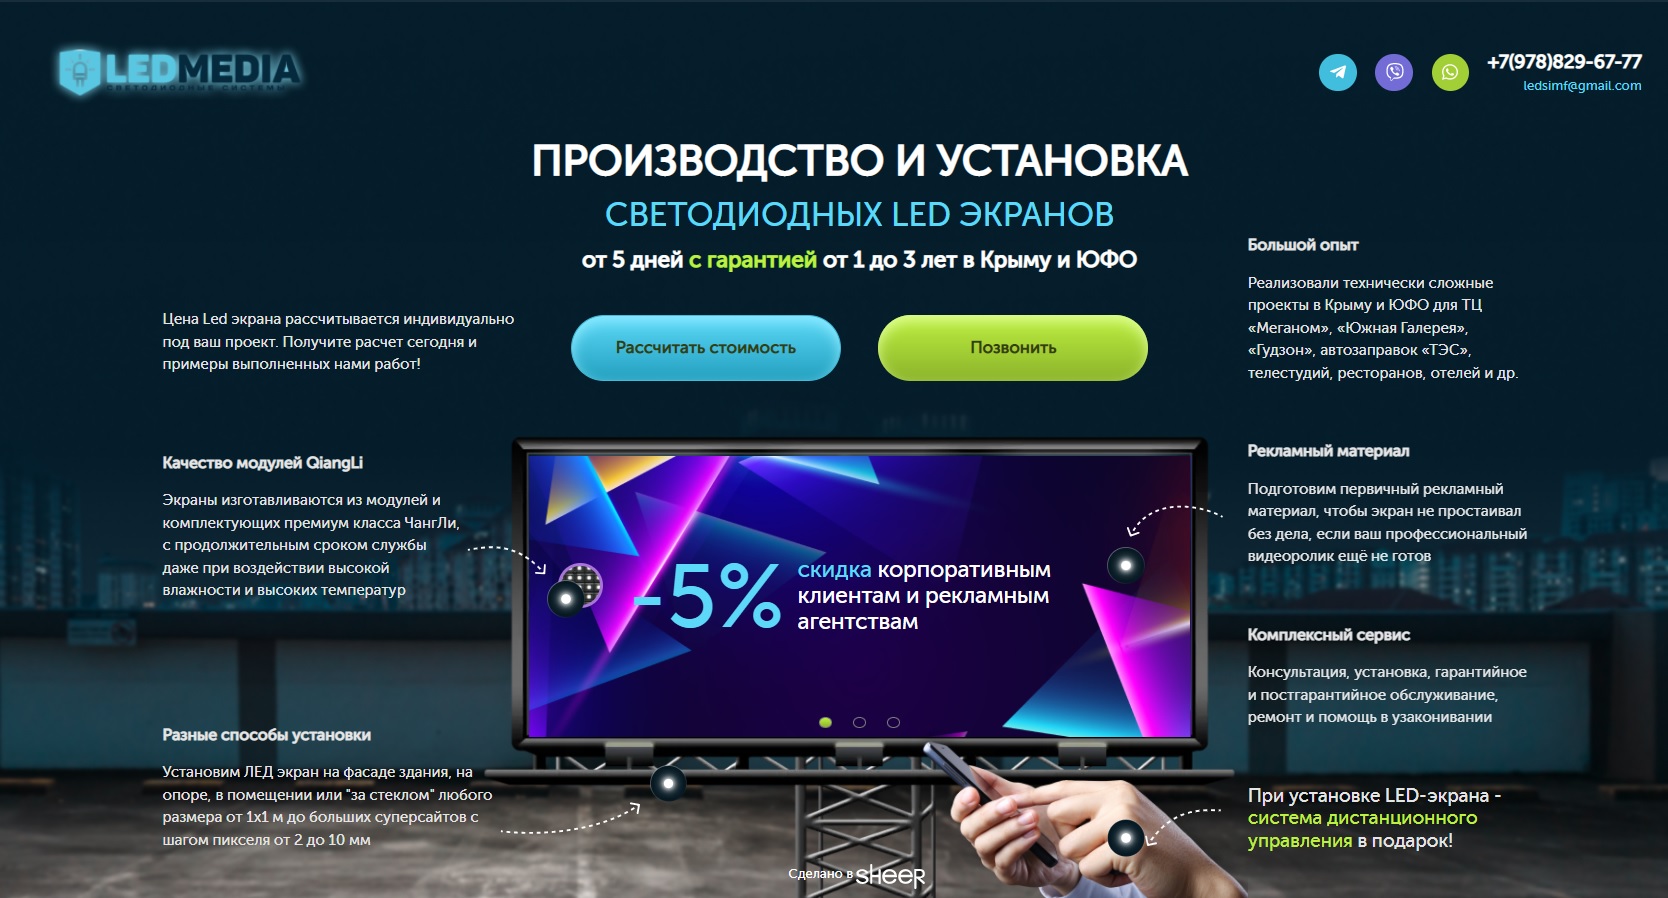 LEDMEDIA
СВЕТОДИОДНЫЕ СИСТЕМЫ
+7(978)829-67-77
ledsimf@gmail.com
ПРОИЗВОДСТВО И УСТАНОВКА
СВЕТОДИОДНЫХ LED ЭКРАНОВ
от 5 дней с гарантией от 1 до 3 лет в Крыму и ЮФО
Цена Led экрана рассчитывается индивидуально
под ваш проект. Получите расчет сегодня и
примеры выполненных нами работ!
Рассчитать стоимость
Позвонить
Качество модулей QiangLi
Экраны изготавливаются из модулей и
комплектующих премиум класса ЧангЛи,
с продолжительным сроком службы
даже при воздействии высокой
влажности и высоких температур
Разные способы установки
Установим ЛЕД экран на фасаде здания, на
опоре, в помещении или "за стеклом" любого
размера от 1х1 м до больших суперсайтов с
шагом пикселя от 2 до 10 мм
-5%
скидка корпоративным
клиентам и рекламным
агентствам
Большой опыт
Реализовали технически сложные
проекты в Крыму и ЮФО для ТЦ
«Меганом», «Южная Галерея»,
«Гудзон», автозаправок «ТЭС»,
телестудий, ресторанов, отелей и др.
Рекламный материал
Подготовим первичный рекламный
материал, чтобы экран не простаивал
без дела, если ваш профессиональный
видеоролик ещё не готов
Комплексный сервис
Консультация, установка, гарантийное
и постгарантийное обслуживание,
ремонт и помощь в узаконивании
При установке LED-экрана -
система дистанционного
управления в подарок!
Сделано в SHEER